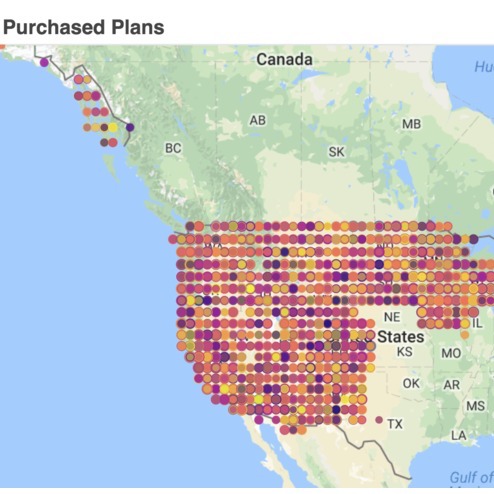 Purchased Plans
Canada
Hu
AB
MB
BC
SK
NE
IL
States
KS
MO
OK
AR
MS
TX
LA
Gulf of